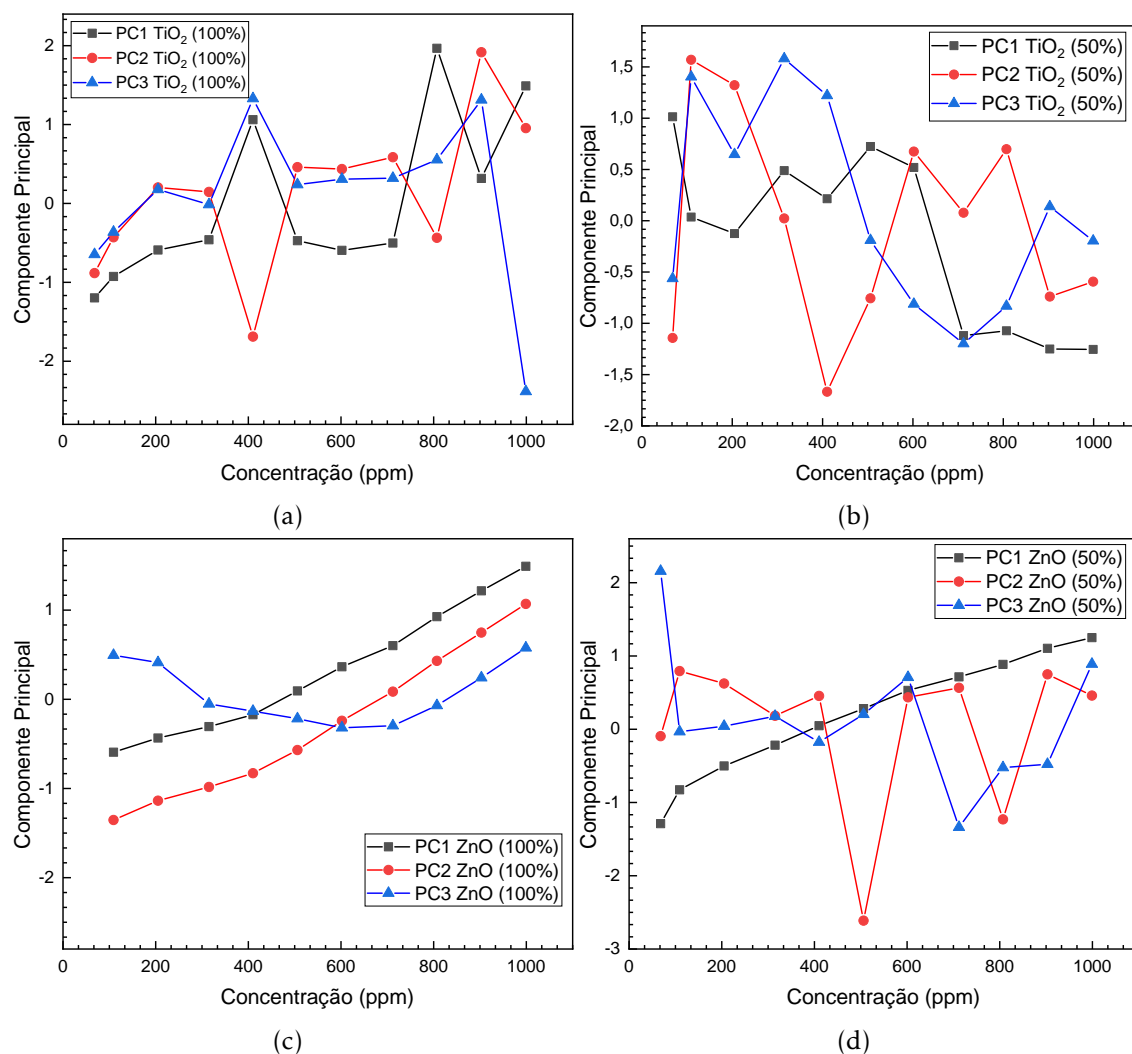 PC1 TiO2 (100%)
PC2 TiO2 (100%)
PC3 TiO2 (100%)
2
1
0
-1
-2
Componente Principal
0 200 400 600 800 1000
Concentração (ppm)
(a)
PC1 TiO2 (50%)
PC2 TiO2 (50%)
PC3 TiO2 (50%)
1,5
1,0
0,5
0,0
-0,5
-1,0
-1,5
-2,0
Componente Principal
0 200 400 600 800 1000
Concentração (ppm)
(b)
1
0
-1
-2
Componente Principal
PC1 ZnO (100%)
PC2 ZnO (100%)
PC3 ZnO (100%)
0 200 400 600 800 1000
Concentração (ppm)
(c)
PC1 ZnO (50%)
PC2 ZnO (50%)
PC3 ZnO (50%)
2
1
0
-1
-2
-3
Componente Principal
0 200 400 600 800 1000
Concentração (ppm)
(d)